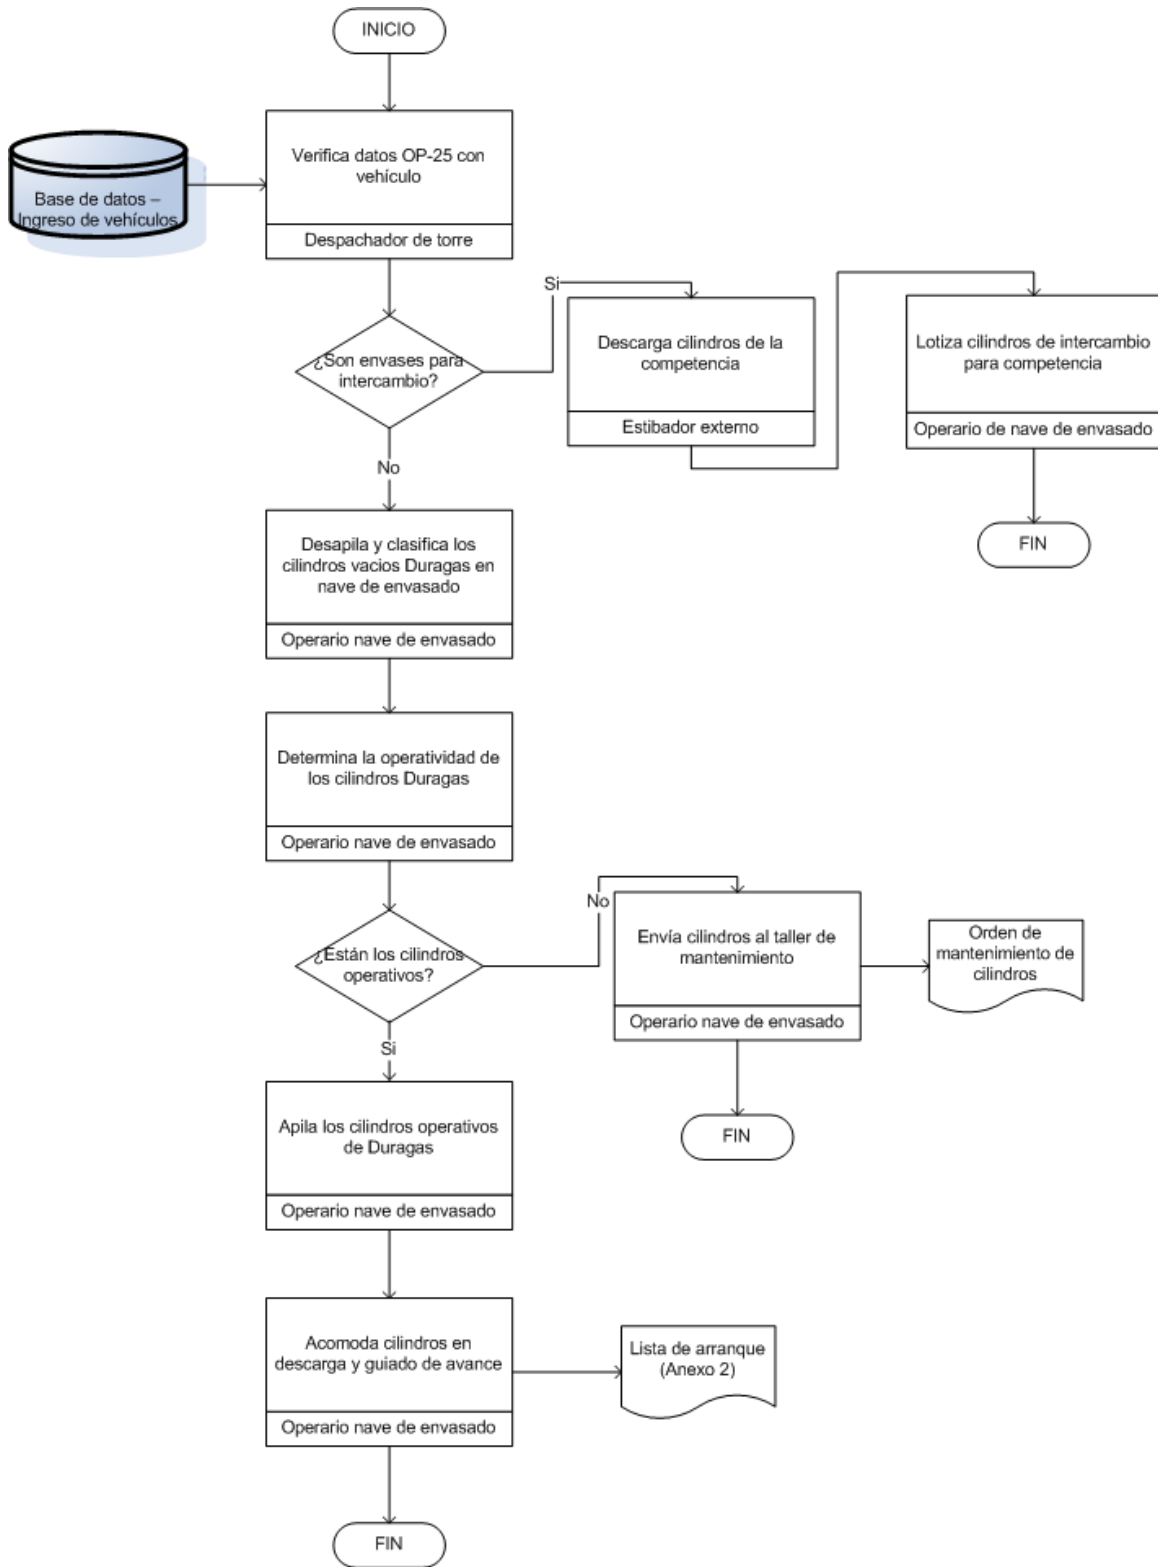 INICIO
Verifica datos OP-25 con
vehículo
Despachador de torre
Base de datos –
Ingreso de vehículos
¿Son envases para
intercambio?
Si
Descarga cilindros de la
competencia
Estibador externo
Lotiza cilindros de intercambio
para competencia
Operario de nave de envasado
FIN
No
Desapila y clasifica los
cilindros vacios Duragas en
nave de envasado
Operario nave de envasado
Determina la operatividad de
los cilindros Duragas
Operario nave de envasado
¿Están los cilindros
operativos?
No
Envía cilindros al taller de
mantenimiento
Operario nave de envasado
Orden de
mantenimiento de
cilindros
FIN
Si
Apila los cilindros operativos
de Duragas
Operario nave de envasado
Acomoda cilindros en
descarga y guiado de avance
Operario nave de envasado
Lista de arranque
(Anexo 2)
FIN